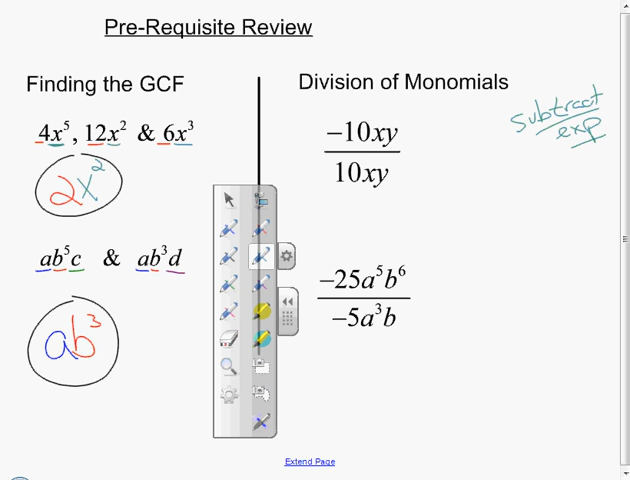 Pre-Requisite Review
Finding the GCF
4x⁵, 12x² & 6x³
2x²
ab⁵c & ab³d
ab³
Division of Monomials
subtract
exp
−10xy
10xy
−25a⁵b⁶
−5a³b
Extend Page